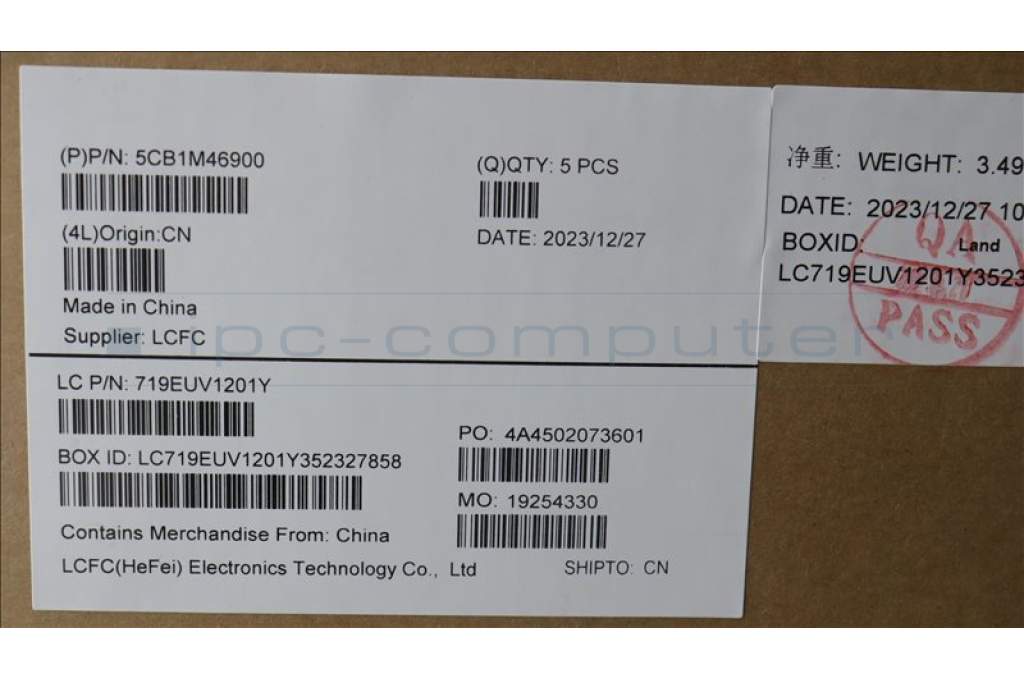 (P)P/N: 5CB1M46900
(Q)QTY: 5 PCS
(4L)Origin:CN
DATE: 2023/12/27
Made in China
Supplier: LCFC
LC P/N: 719EUV1201Y
PO: 4A4502073601
BOX ID: LC719EUV1201Y352327858
MO: 19254330
Contains Merchandise From: China
LCFC(HeFei) Electronics Technology Co., Ltd
SHIPTO: CN
净重: WEIGHT: 3.49
DATE: 2023/12/27 10
BOXID:
Land
LC719EUV1201Y3523
QA
PASS
ipc-computer